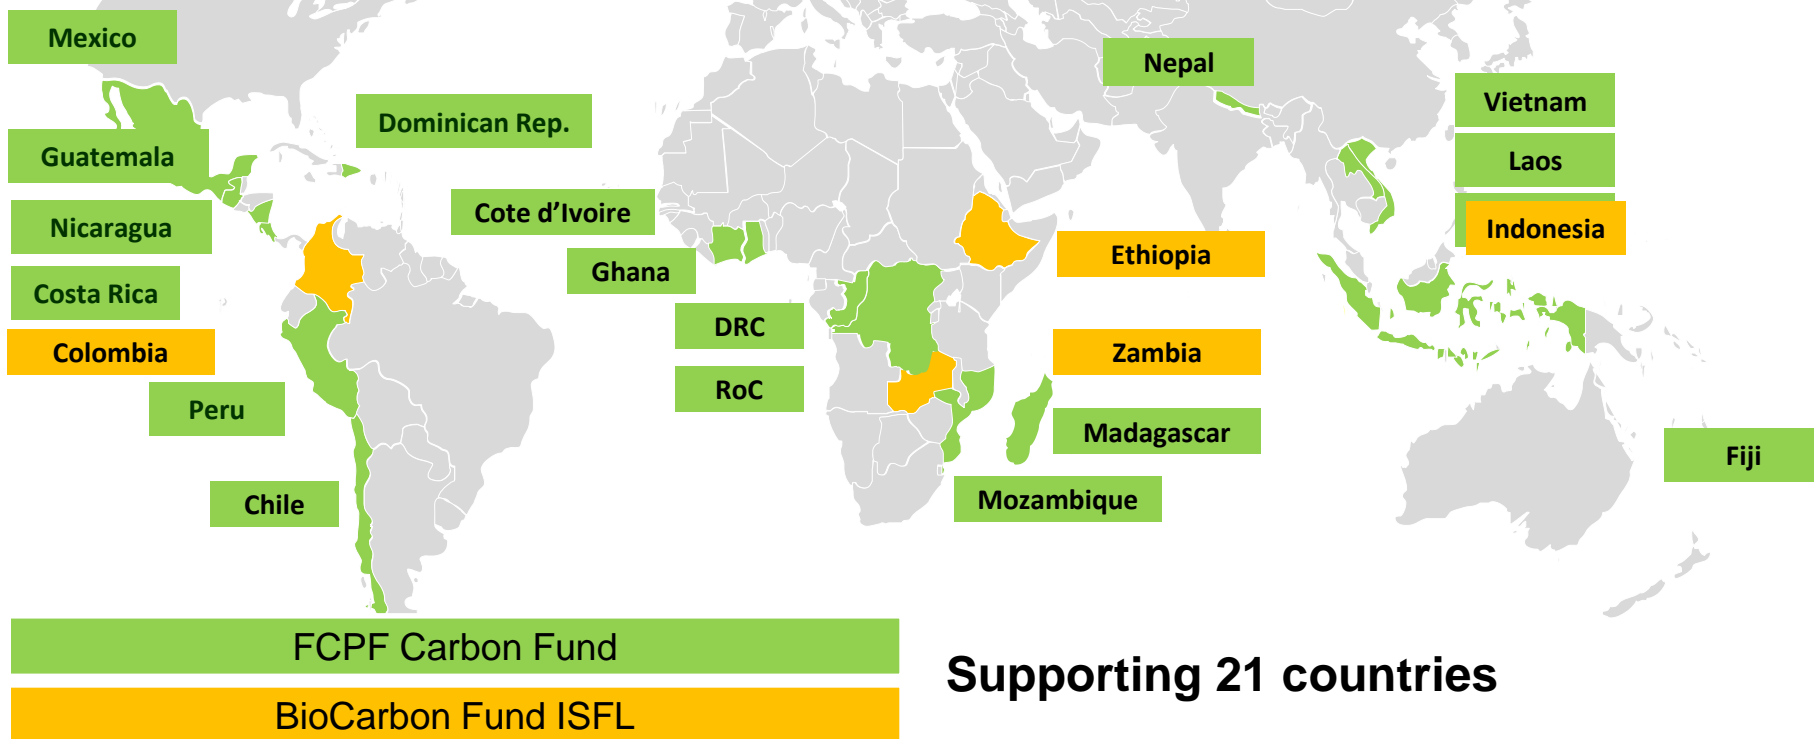 Mexico
Nepal
Vietnam
Dominican Rep.
Guatemala
Laos
Cote d’Ivoire
Nicaragua
Indonesia
Ethiopia
Ghana
Costa Rica
DRC
Colombia
Zambia
RoC
Peru
Madagascar
Fiji
Chile
Mozambique
FCPF Carbon Fund
Supporting 21 countries
BioCarbon Fund ISFL